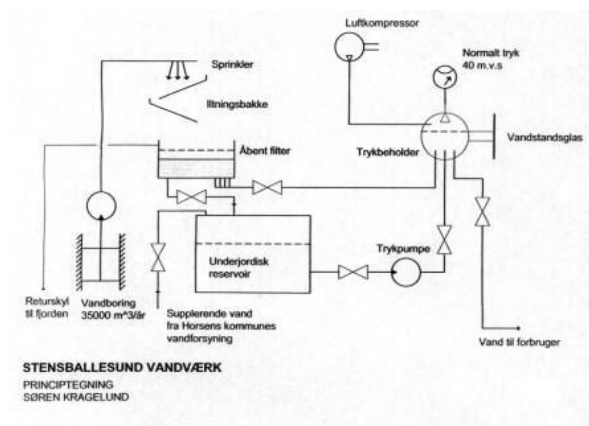 Luftkompressor
Normalt tryk
40 m.v.s
Sprinkler
Iltningsbakke
Åbent filter
Trykbeholder
Vandstandsglas
Underjordisk
reservoir
Trykpumpe
Returskyl
til fjorden
Vandboring
35000 m^3/år
Supplerende vand
fra Horsens kommunes
vandforsyning
Vand til forbruger
STENSBALLESUND VANDVÆRK
PRINCIPTEGNING
SØREN KRAGELUND